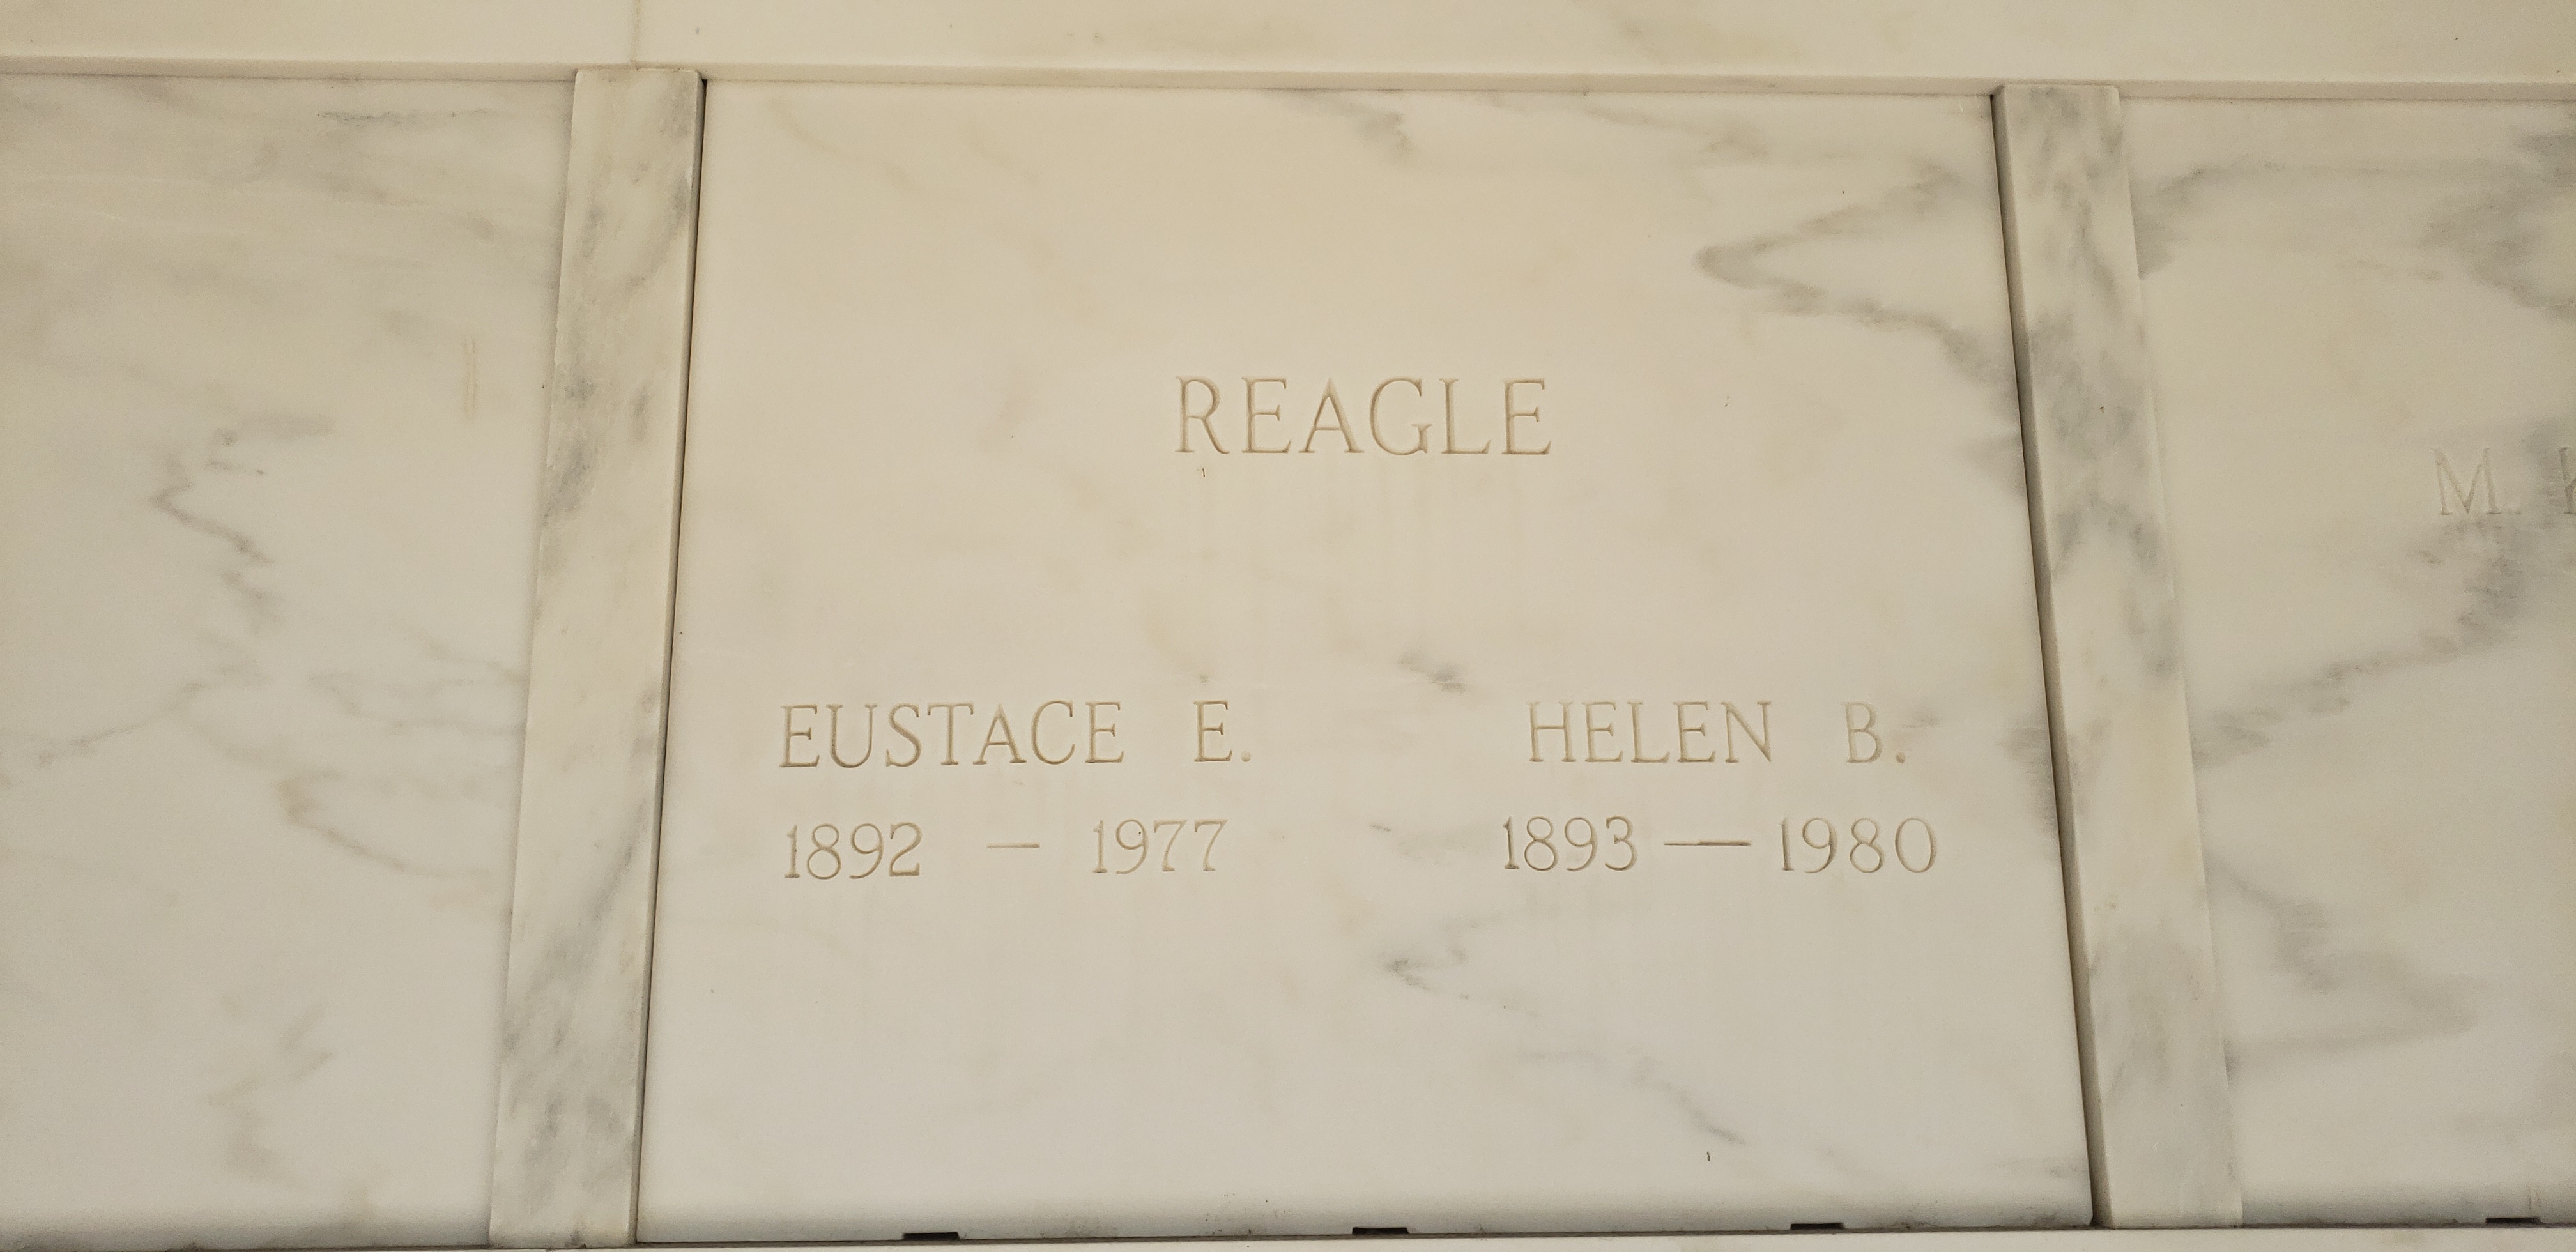 REAGLE
EUSTACE E. HELEN B.
1892 — 1977 1893 — 1980
M.